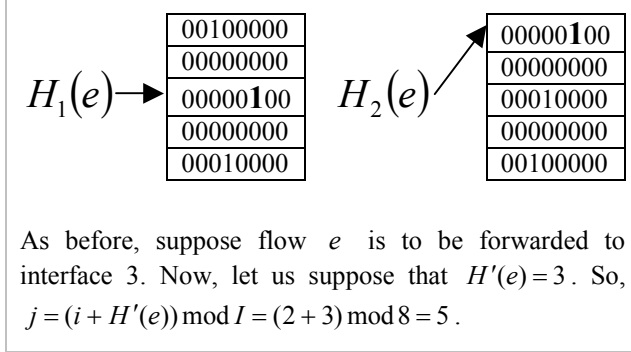 00100000
00000000
H₁(e) 00000100
00000000
00010000
00000100
00000000
H₂(e) 00010000
00000000
00100000
As before, suppose flow e is to be forwarded to
interface 3. Now, let us suppose that H′(e) = 3. So,
j = (i + H′(e)) mod I = (2 + 3) mod 8 = 5.